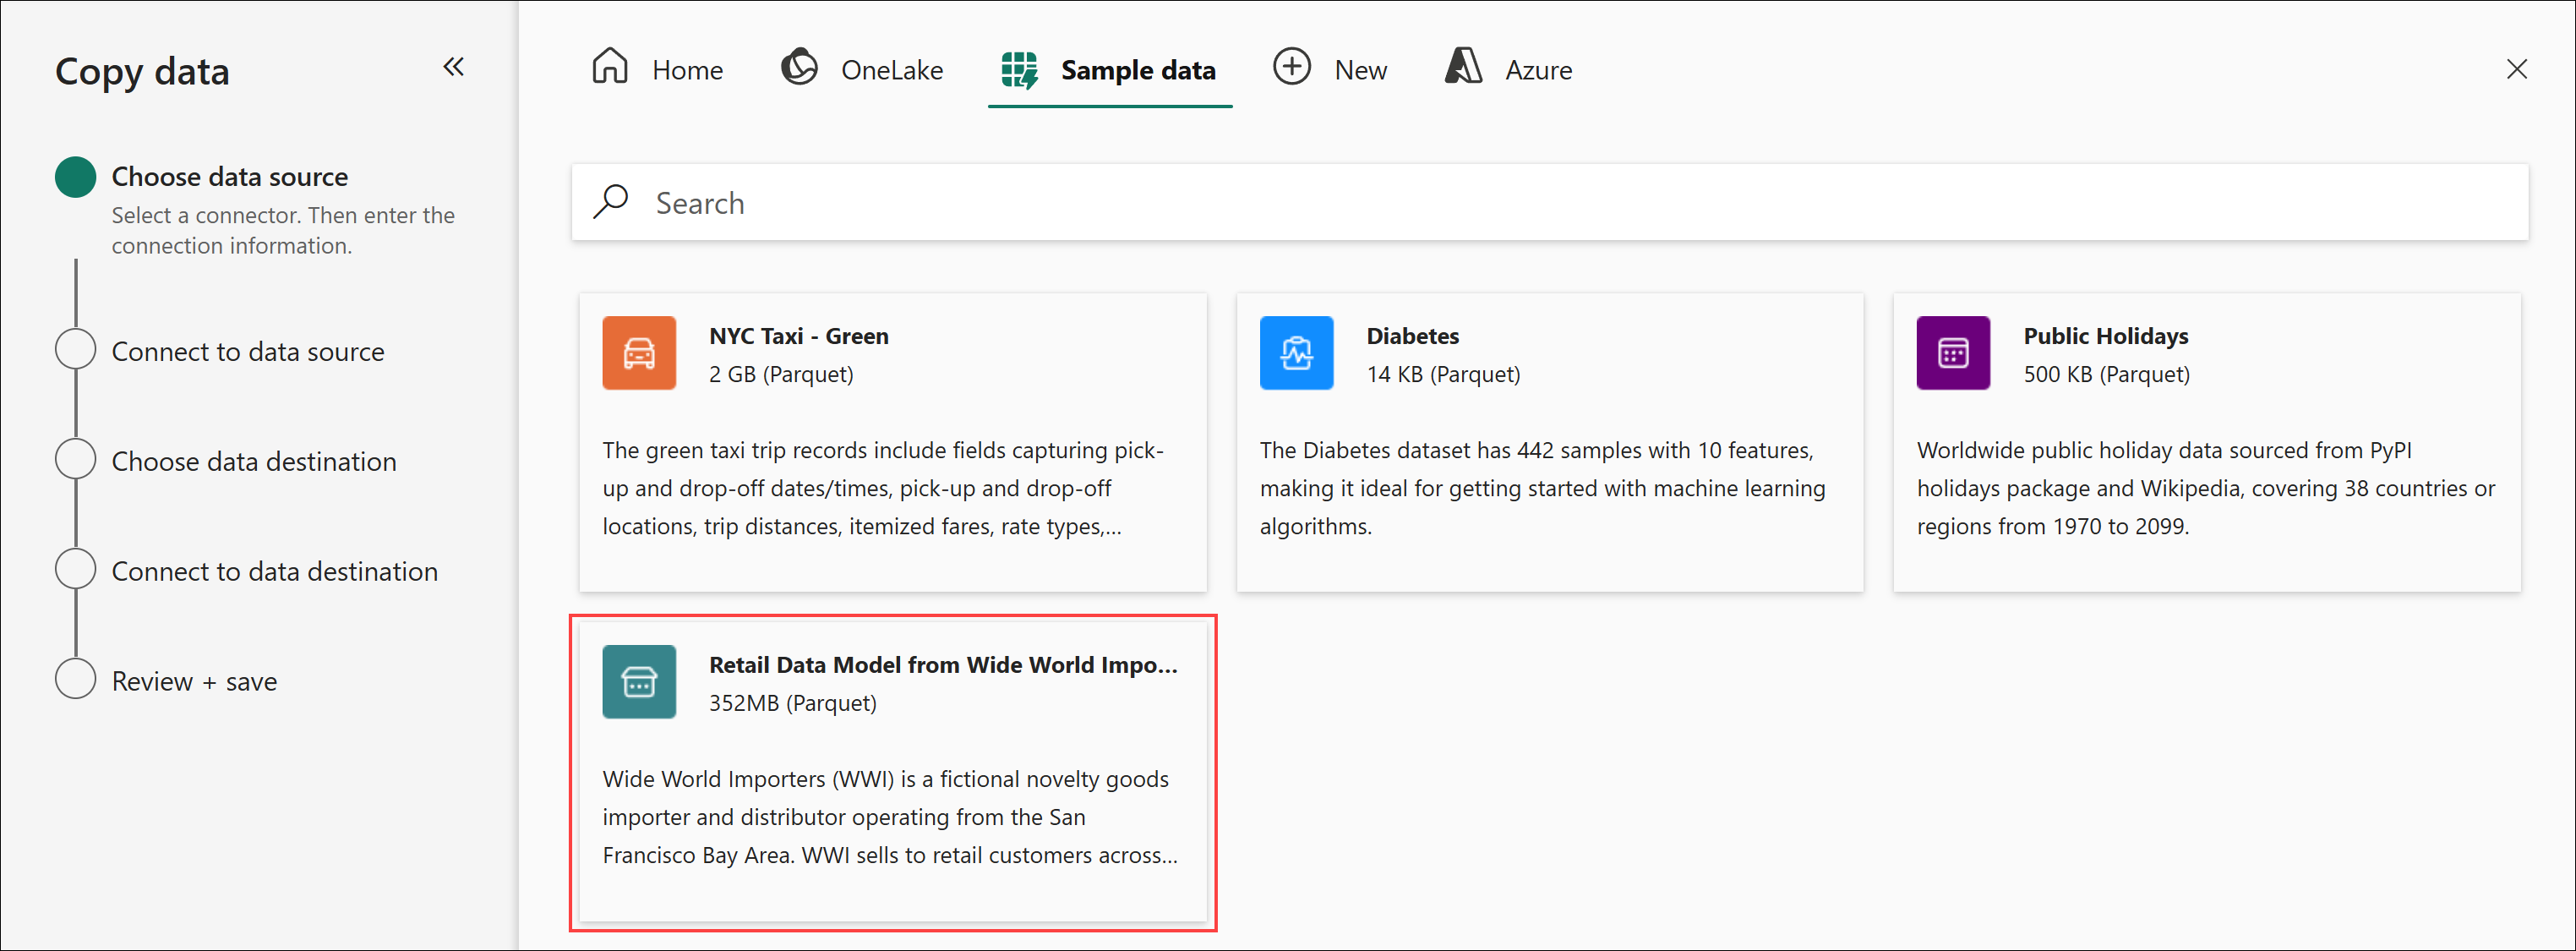 Copy data
Choose data source
Select a connector. Then enter the
connection information.
Connect to data source
Choose data destination
Connect to data destination
Review + save
Home
OneLake
Sample data
New
Azure
Search
NYC Taxi - Green
2 GB (Parquet)
The green taxi trip records include fields capturing pick-
up and drop-off dates/times, pick-up and drop-off
locations, trip distances, itemized fares, rate types,...
Diabetes
14 KB (Parquet)
The Diabetes dataset has 442 samples with 10 features,
making it ideal for getting started with machine learning
algorithms.
Public Holidays
500 KB (Parquet)
Worldwide public holiday data sourced from PyPI
holidays package and Wikipedia, covering 38 countries or
regions from 1970 to 2099.
Retail Data Model from Wide World Impo...
352MB (Parquet)
Wide World Importers (WWI) is a fictional novelty goods
importer and distributor operating from the San
Francisco Bay Area. WWI sells to retail customers across...